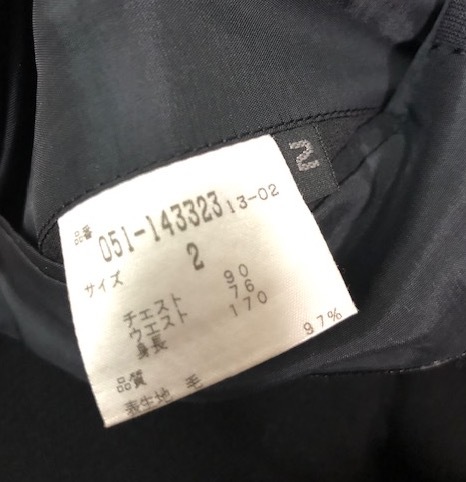 2
品番 051-143323 13-02
サイズ 2
チエスト 90
ウエスト 76
身長 170
品質
表生地 毛 97%